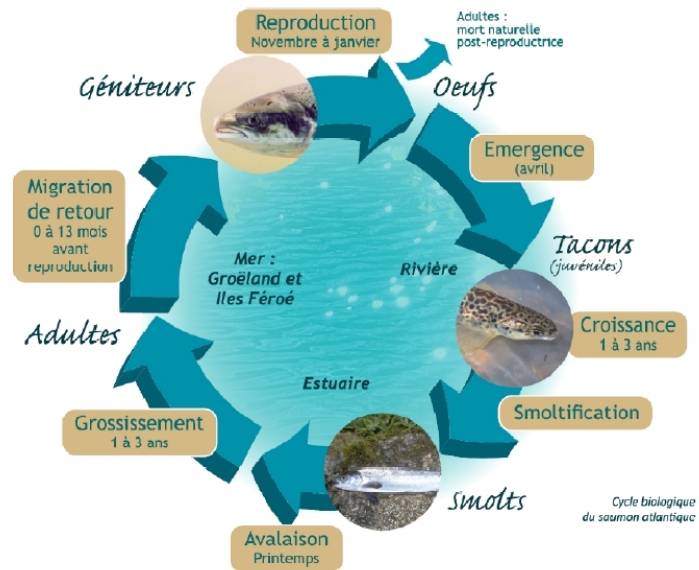 Reproduction
Novembre à janvier
Adultes :
mort naturelle
post-reproductrice
Géniteurs
Oeufs
Emergence
(avril)
Migration
de retour
0 à 13 mois
avant
reproduction
Tacons
(juvéniles)
Mer :
Groëland et
Iles Féroé
Rivière
Adultes
Croissance
1 à 3 ans
Estuaire
Smoltification
Grossissement
1 à 3 ans
Smolts
Cycle biologique
du saumon atlantique
Avalaison
Printemps